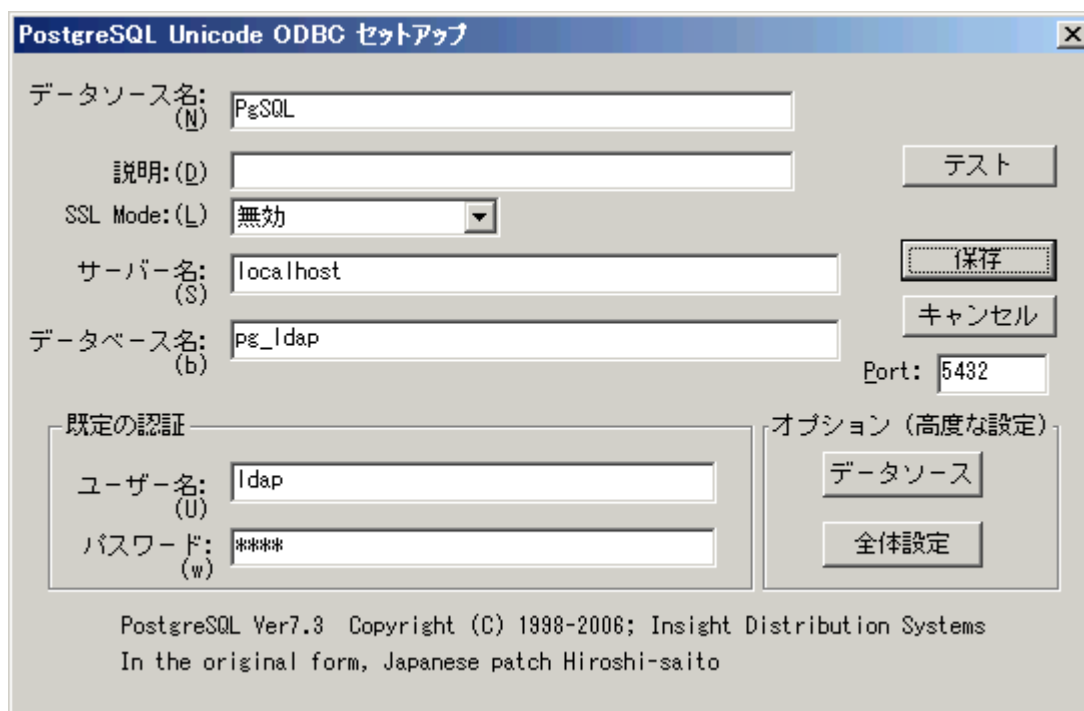 PostgreSQL Unicode ODBC セットアップ
データソース名:
(N)
PgSQL
説明:(D)
テスト
SSL Mode:(L)
無効
サーバー名:
(S)
localhost
保存
キャンセル
データベース名:
(b)
pg_ldap
Port:
5432
既定の認証
オプション (高度な設定)
ユーザー名:
(U)
ldap
データソース
パスワード:
(w)
****
全体設定
PostgreSQL Ver7.3  Copyright (C) 1998-2006; Insight Distribution Systems
In the original form, Japanese patch Hiroshi-saito